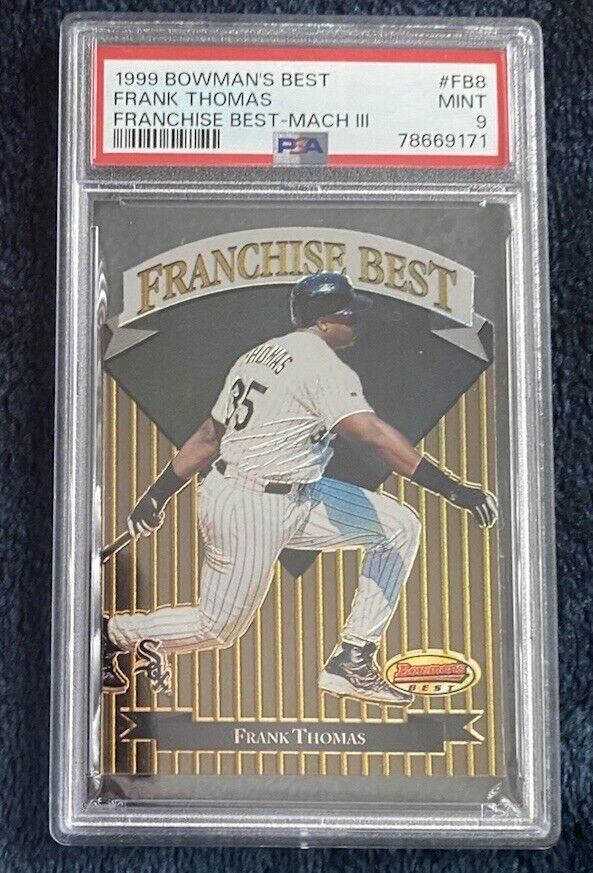 1999 BOWMAN'S BEST #FB8
FRANK THOMAS MINT
FRANCHISE BEST-MACH III 9
PSA 78669171
FRANCHISE BEST
THOMAS
35
Sox
Bowman's
BEST
FRANK THOMAS